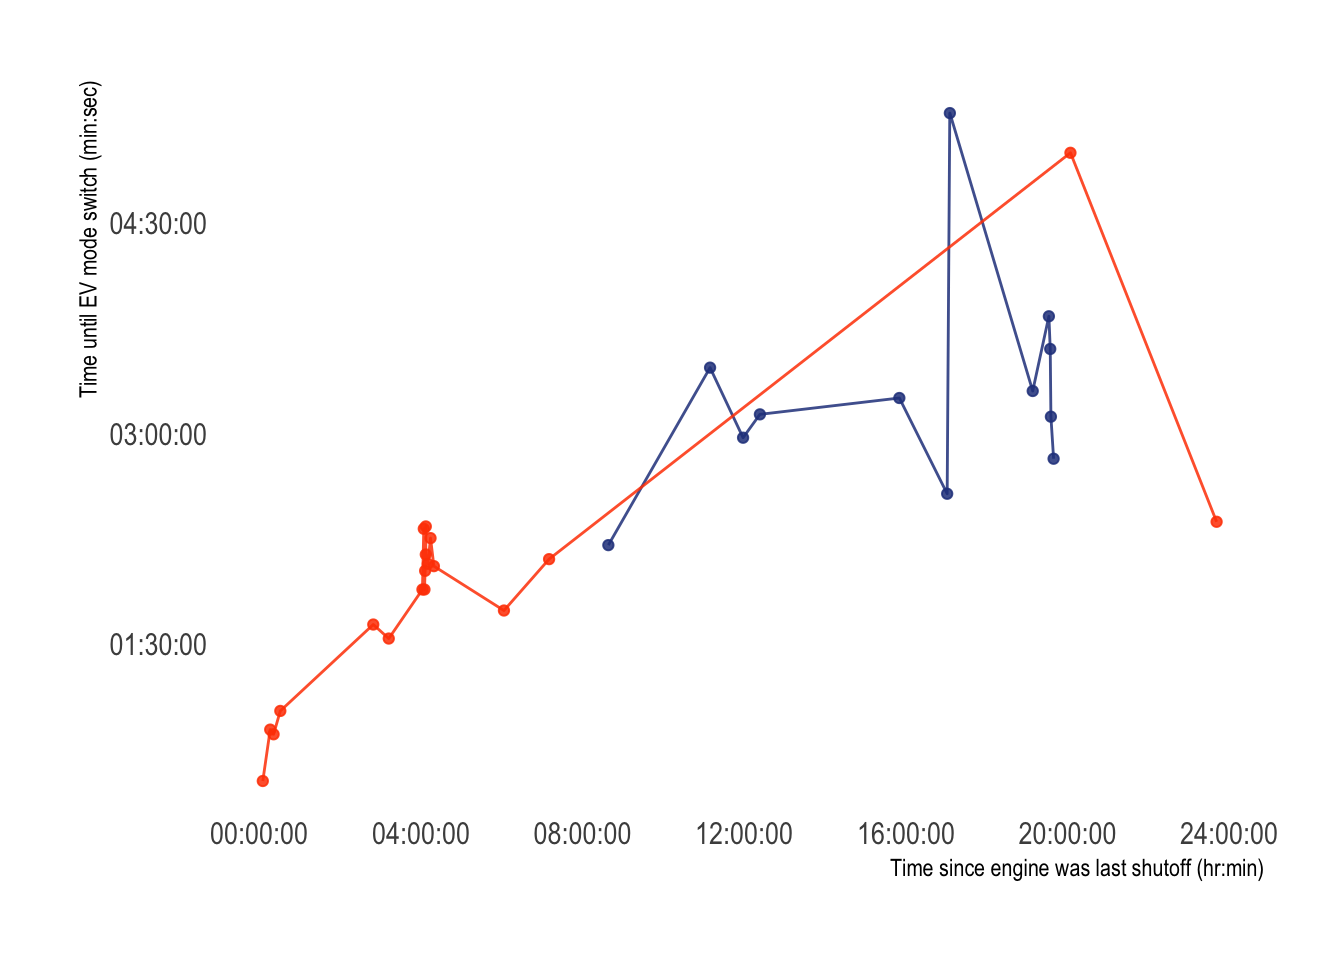 Time until EV mode switch (min:sec)
04:30:00
03:00:00
01:30:00
00:00:00 04:00:00 08:00:00 12:00:00 16:00:00 20:00:00 24:00:00
Time since engine was last shutoff (hr:min)